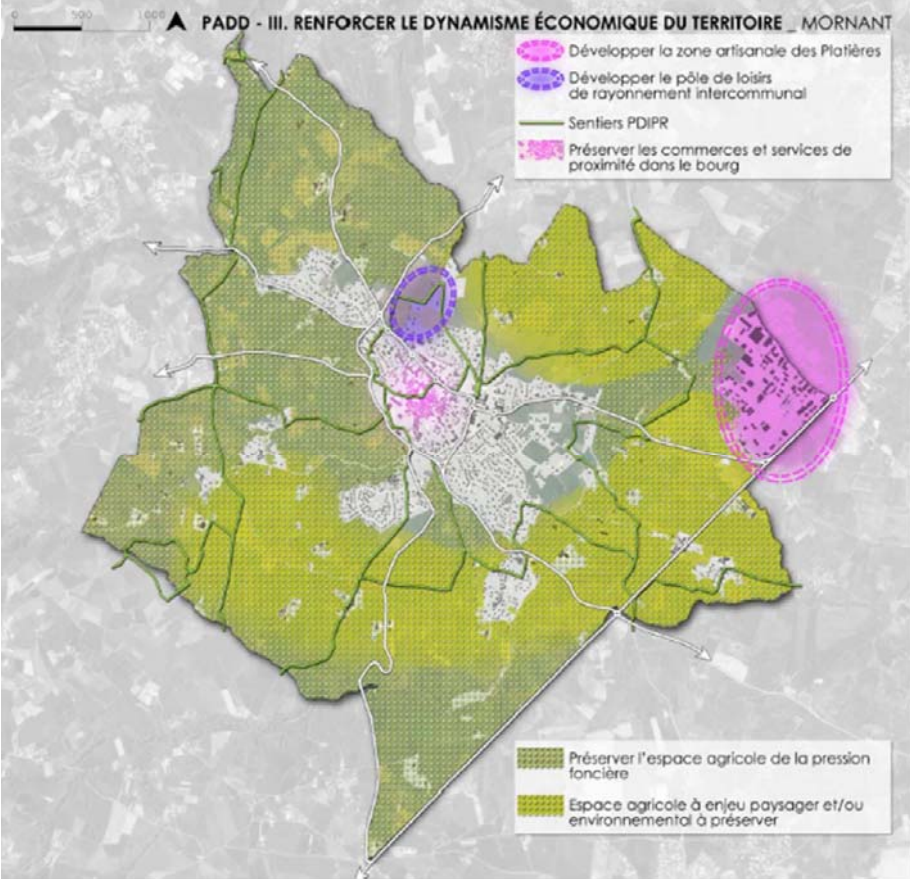 0 500 1 000
PADD - III. RENFORCER LE DYNAMISME ÉCONOMIQUE DU TERRITOIRE _ MORNANT
Développer la zone artisanale des Platières
Développer le pôle de loisirs
de rayonnement intercommunal
Sentiers PDIPR
Préserver les commerces et services de
proximité dans le bourg
Préserver l'espace agricole de la pression
foncière
Espace agricole à enjeu paysager et/ou
environnemental à préserver